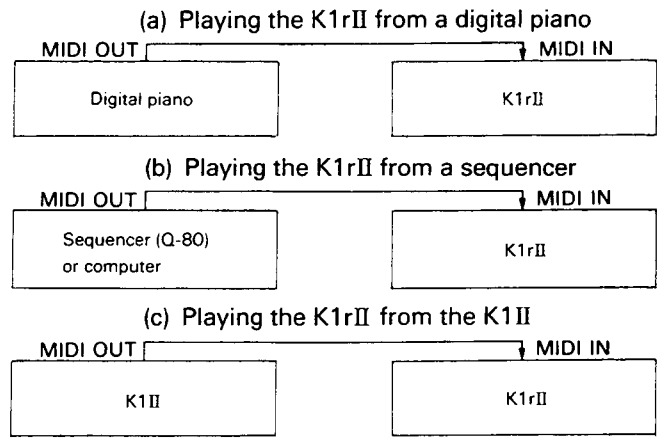 (a) Playing the K1rII from a digital piano
MIDI OUT MIDI IN
Digital piano K1rII
(b) Playing the K1rII from a sequencer
MIDI OUT MIDI IN
Sequencer (Q-80)
or computer
K1rII
(c) Playing the K1rII from the K1II
MIDI OUT MIDI IN
K1II K1rII